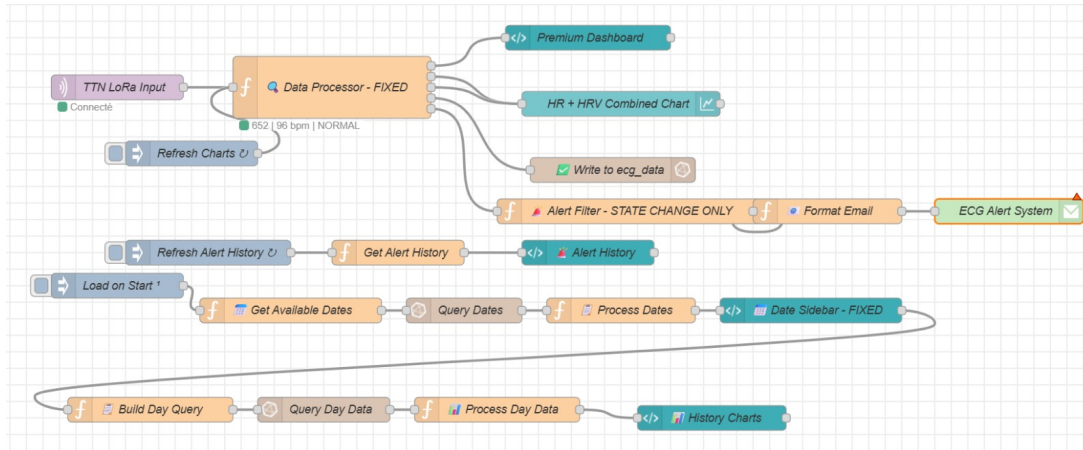 Premium Dashboard
TTN LoRa Input
Data Processor - FIXED
Connecté
HR + HRV Combined Chart
652 | 96 bpm | NORMAL
Refresh Charts ↻
Write to ecg_data
Alert Filter - STATE CHANGE ONLY
Format Email
ECG Alert System
Refresh Alert History ↻
Get Alert History
Alert History
Load on Start ¹
Get Available Dates
Query Dates
Process Dates
Date Sidebar - FIXED
Build Day Query
Query Day Data
Process Day Data
History Charts